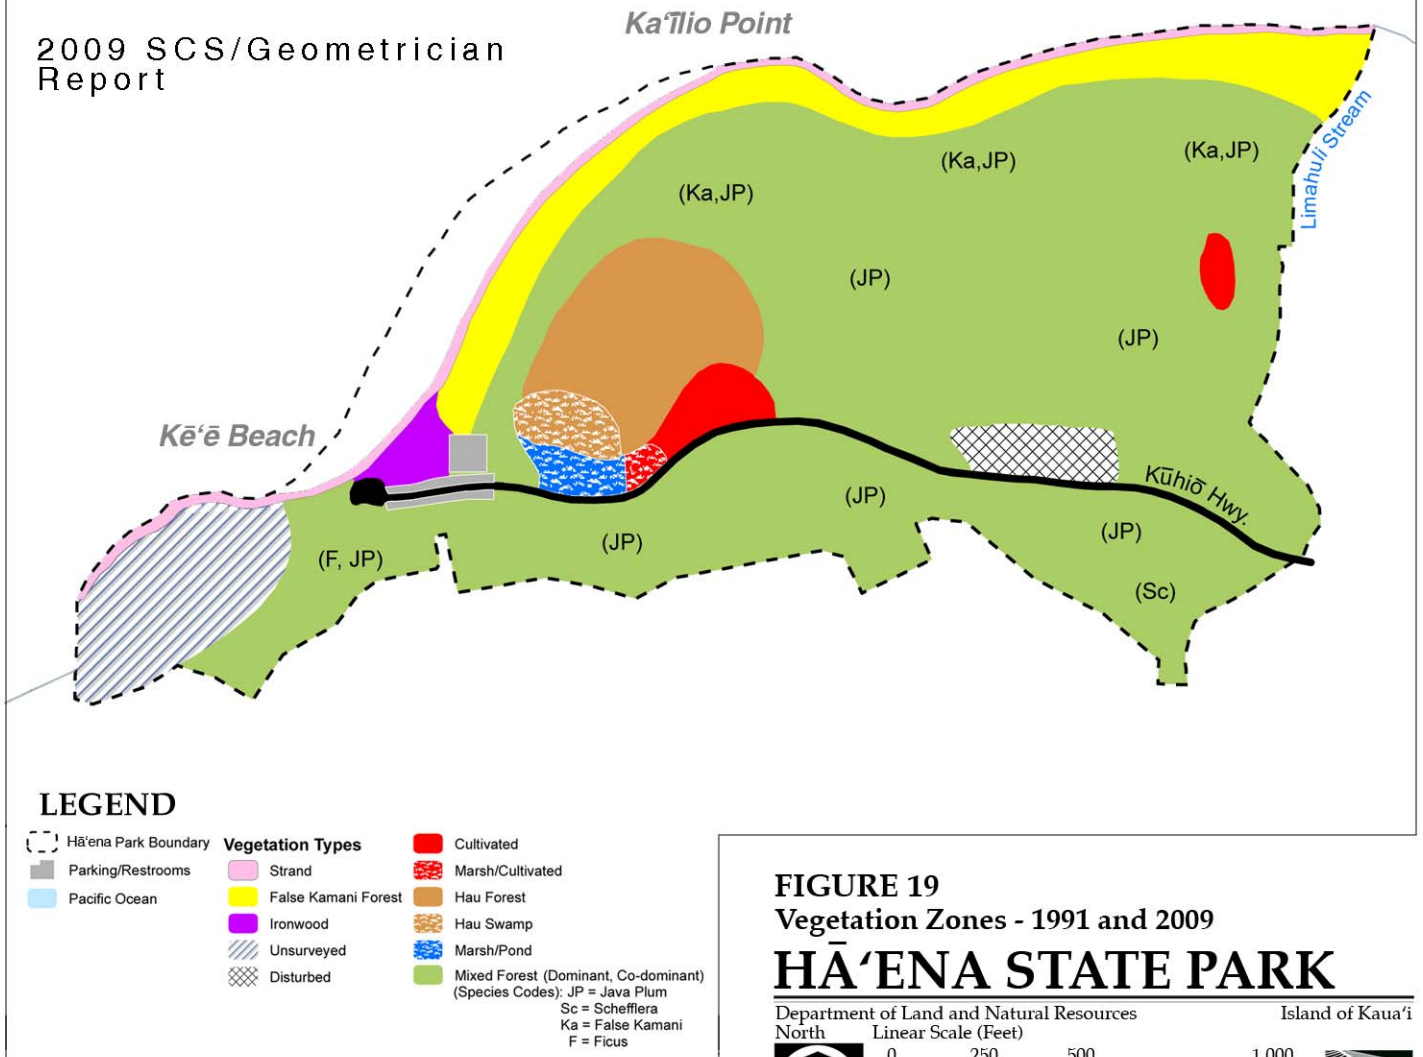 Ka‘īlio Point
2009 SCS/Geometrician
Report
Limahuli Stream
(Ka,JP)
(Ka,JP)
(Ka,JP)
(JP)
(JP)
Kē‘ē Beach
Kūhiō Hwy.
(JP)
(JP)
(JP)
(F, JP)
(Sc)
LEGEND
Hā‘ena Park Boundary
Parking/Restrooms
Pacific Ocean
Vegetation Types
Strand
False Kamani Forest
Ironwood
Unsurveyed
Disturbed
Cultivated
Marsh/Cultivated
Hau Forest
Hau Swamp
Marsh/Pond
Mixed Forest (Dominant, Co-dominant)
(Species Codes): JP = Java Plum
Sc = Schefflera
Ka = False Kamani
F = Ficus
FIGURE 19
Vegetation Zones - 1991 and 2009
HĀ‘ENA STATE PARK
Department of Land and Natural Resources Island of Kaua‘i
North Linear Scale (Feet)
0 250 500 1,000